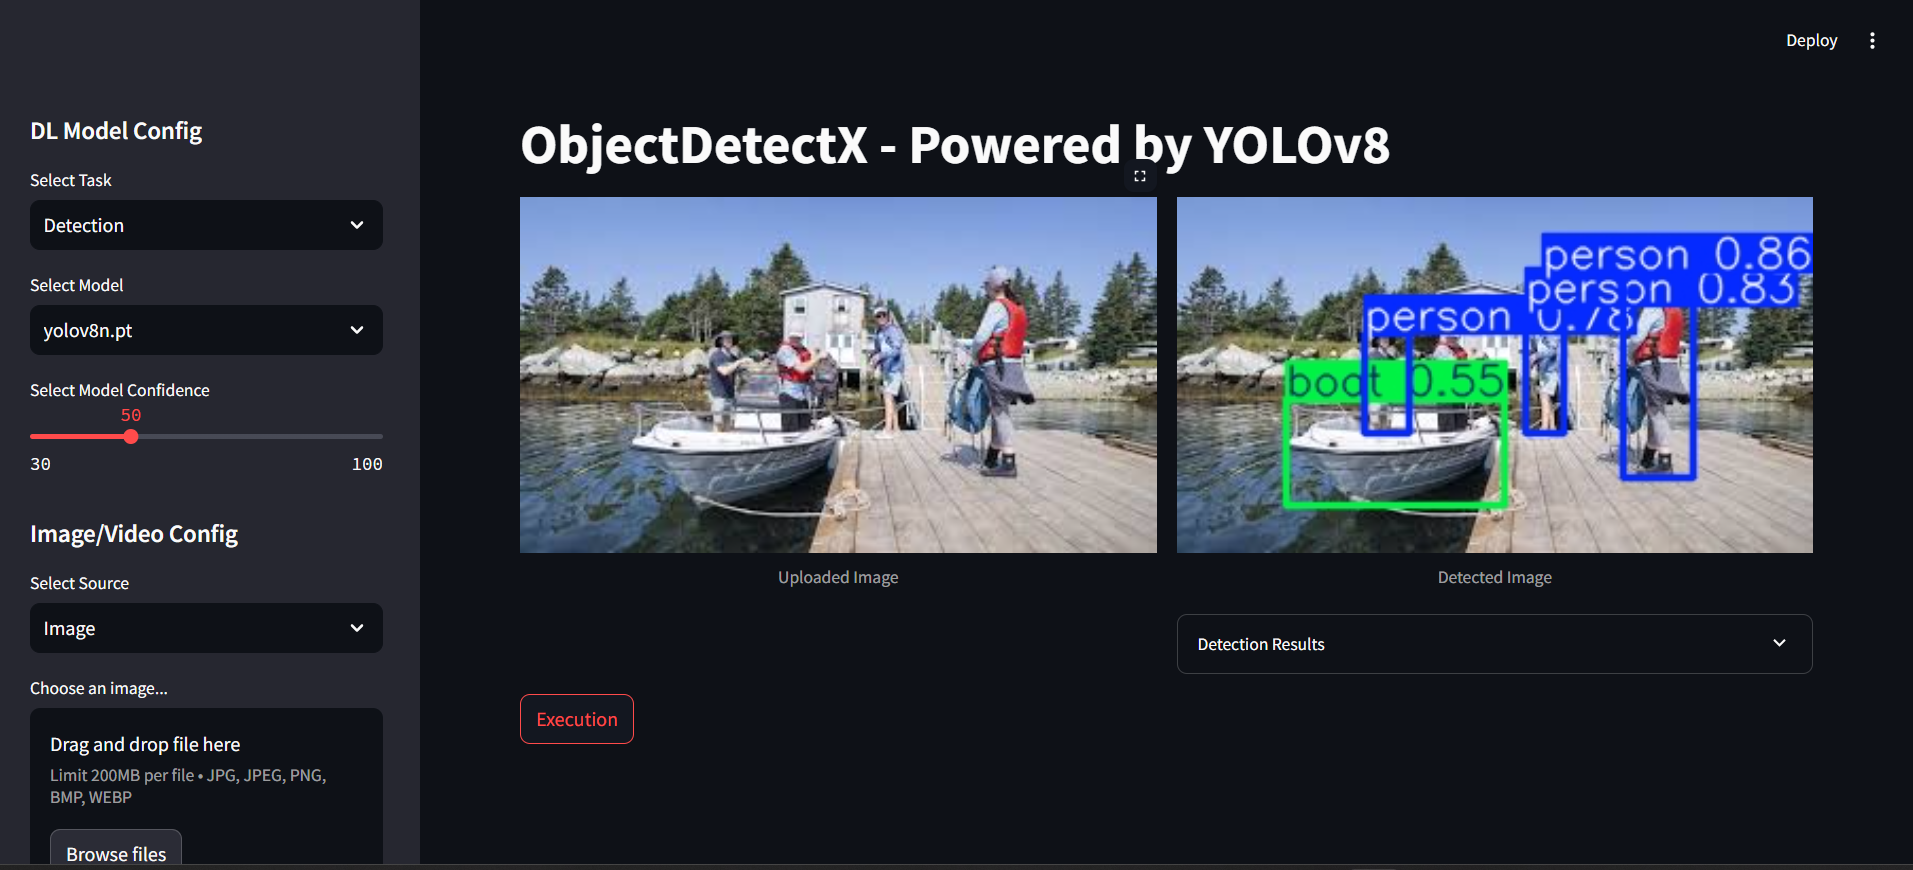 Deploy
DL Model Config
Select Task
Detection
Select Model
yolov8n.pt
Select Model Confidence
50
30
100
Image/Video Config
Select Source
Image
Choose an image...
Drag and drop file here
Limit 200MB per file • JPG, JPEG, PNG,
BMP, WEBP
Browse files
ObjectDetectX - Powered by YOLOv8
person 0.86
person 0.83
person 0.78
boat 0.55
Uploaded Image
Detected Image
Detection Results
Execution